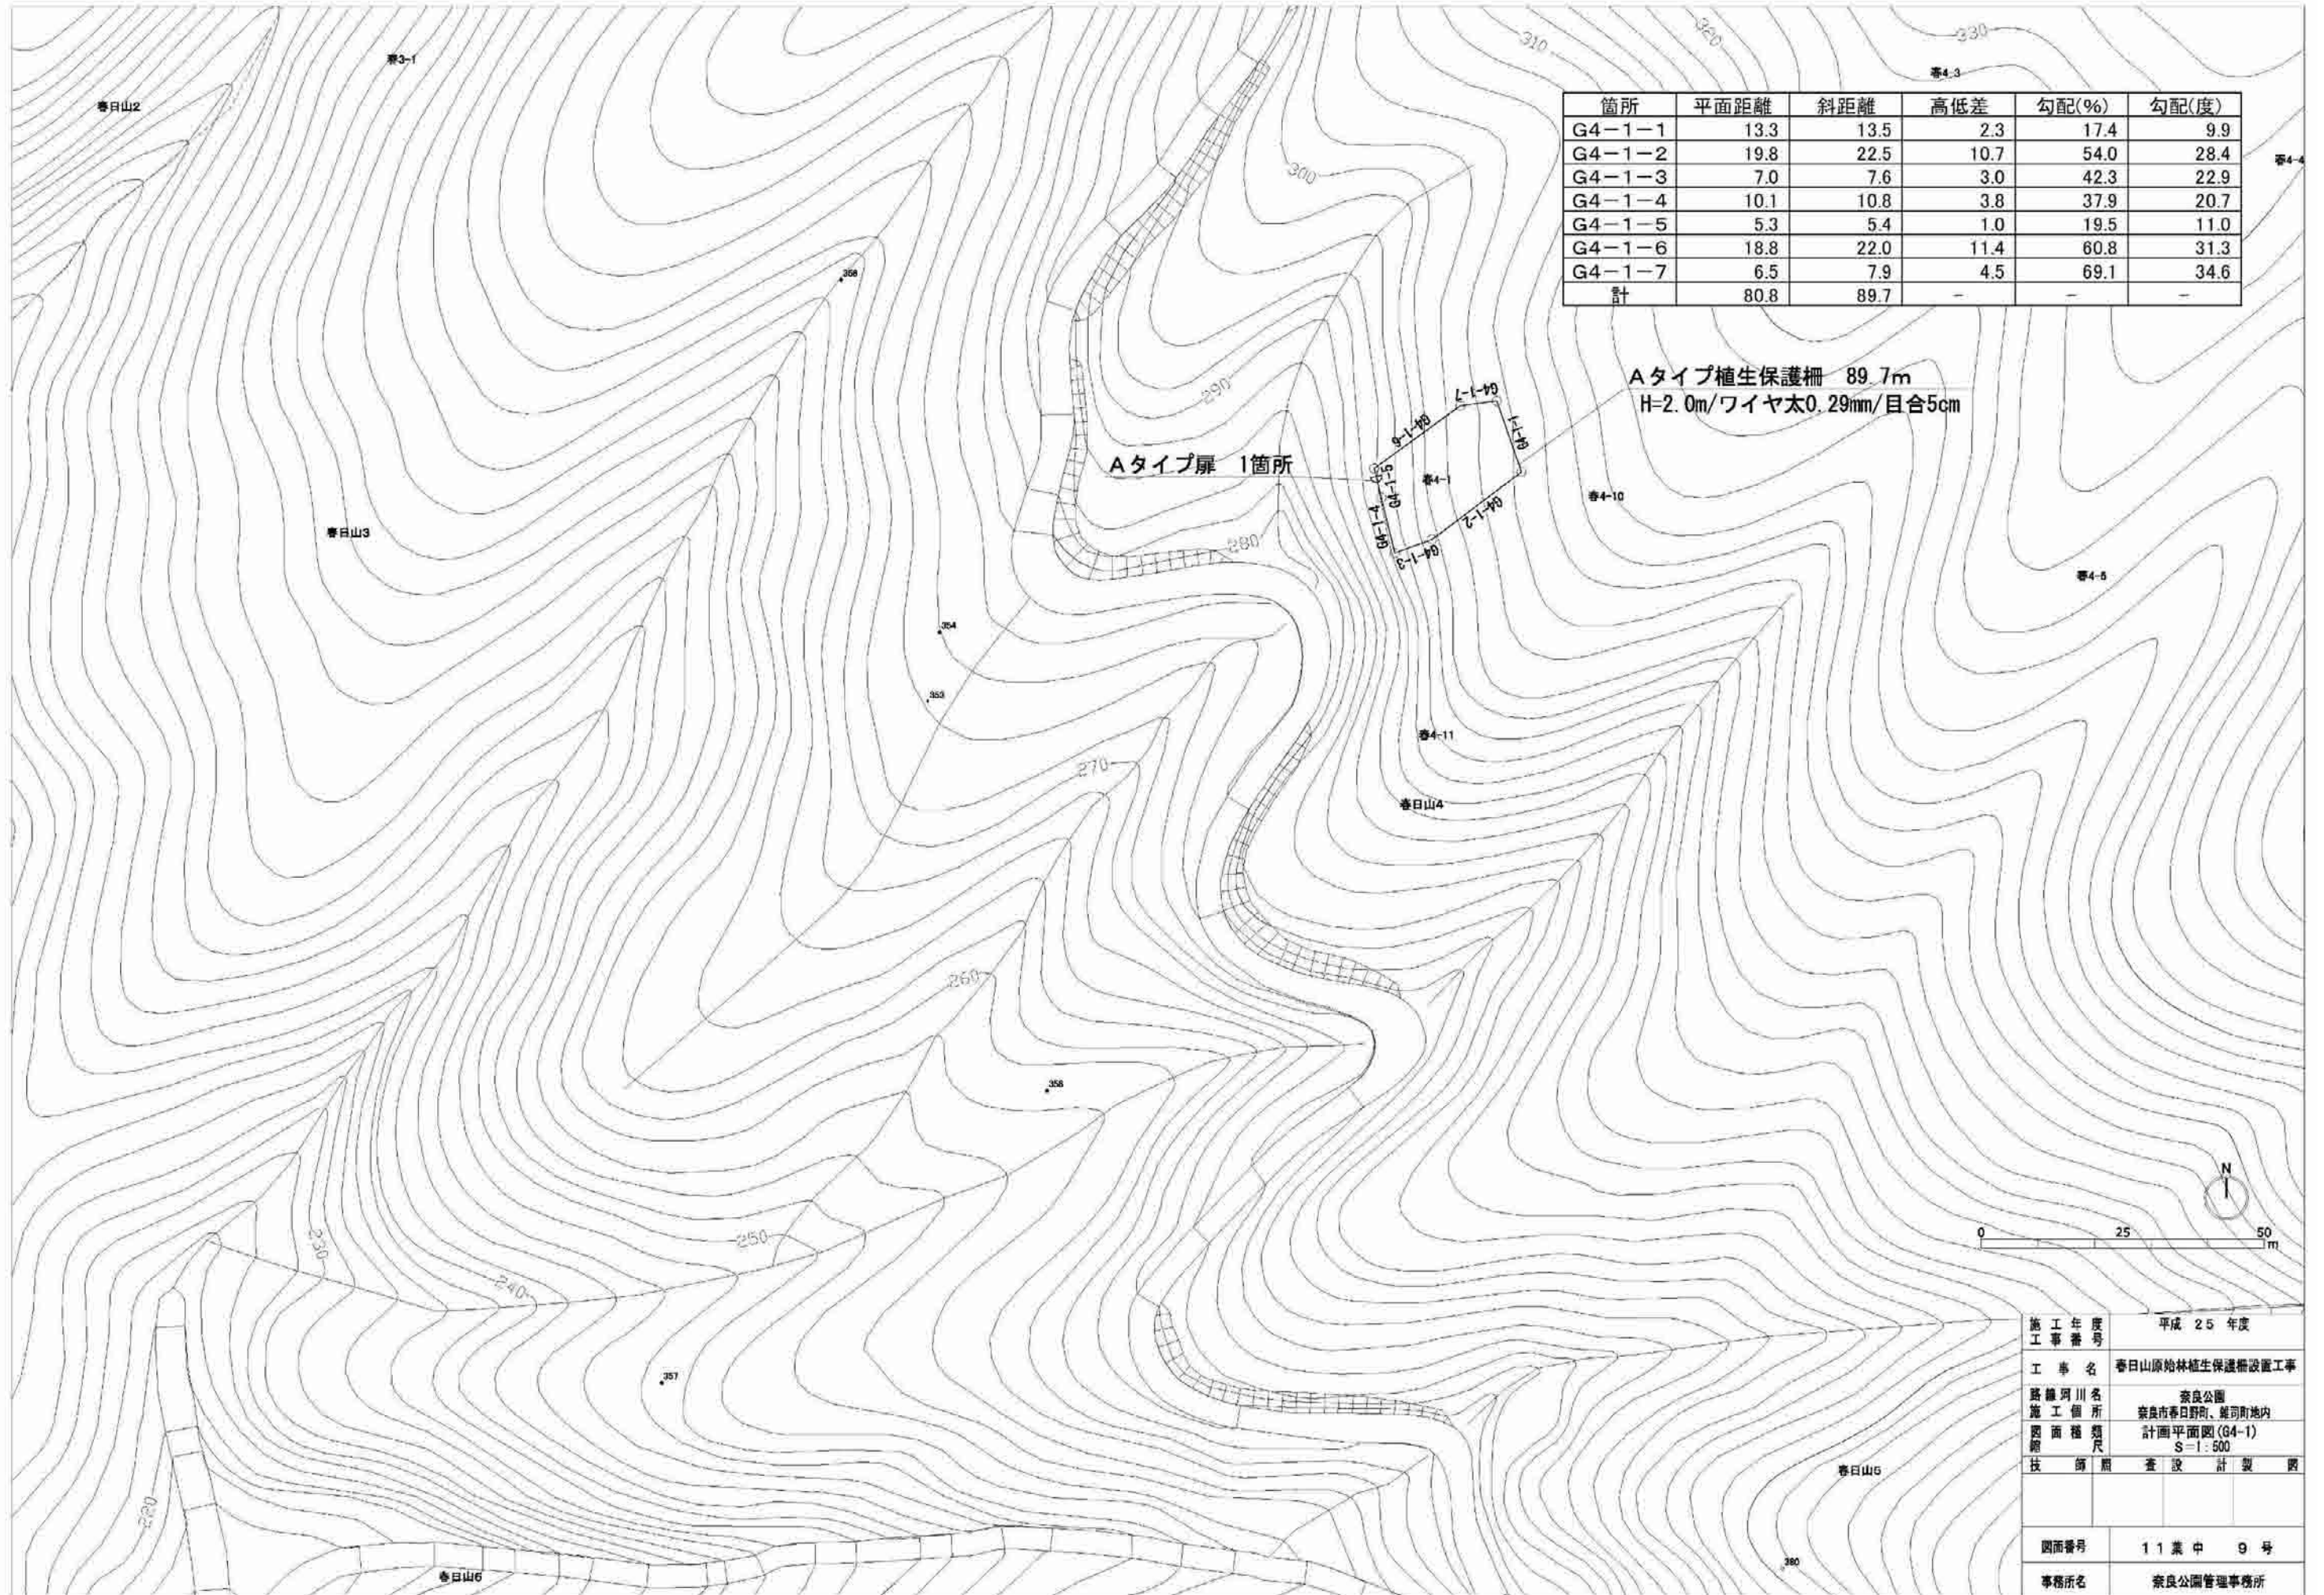 春3-1
春日山2
310
320
330
春4-3
箇所 平面距離 斜距離 高低差 勾配(%) 勾配(度)
G4-1-1 13.3 13.5 2.3 17.4 9.9
G4-1-2 19.8 22.5 10.7 54.0 28.4
G4-1-3 7.0 7.6 3.0 42.3 22.9
G4-1-4 10.1 10.8 3.8 37.9 20.7
G4-1-5 5.3 5.4 1.0 19.5 11.0
G4-1-6 18.8 22.0 11.4 60.8 31.3
G4-1-7 6.5 7.9 4.5 69.1 34.6
計 80.8 89.7 - - -
春4-4
300
290
Aタイプ植生保護柵 89.7m
H=2.0m/ワイヤ太0.29mm/目合5cm
G4-1-7
G4-1-6
G4-1-1
Aタイプ扉 1箇所
G4-1-5
春4-1
G4-1-4
G4-1-2
G4-1-3
春4-10
春日山3
280
354
353
春4-11
270
春日山4
260
250
240
230
220
357
N
0 25 50
m
施工年度 平成 25 年度
工事番号
工事名 春日山原始林植生保護柵設置工事
路線河川名 奈良公園
施工個所 奈良市春日野町、雑司町地内
図面種類 計画平面図(G4-1)
縮尺 S=1:500
技師 照査 設計 製図
図面番号 11葉中 9号
事務所名 奈良公園管理事務所
春日山5
380
春日山6